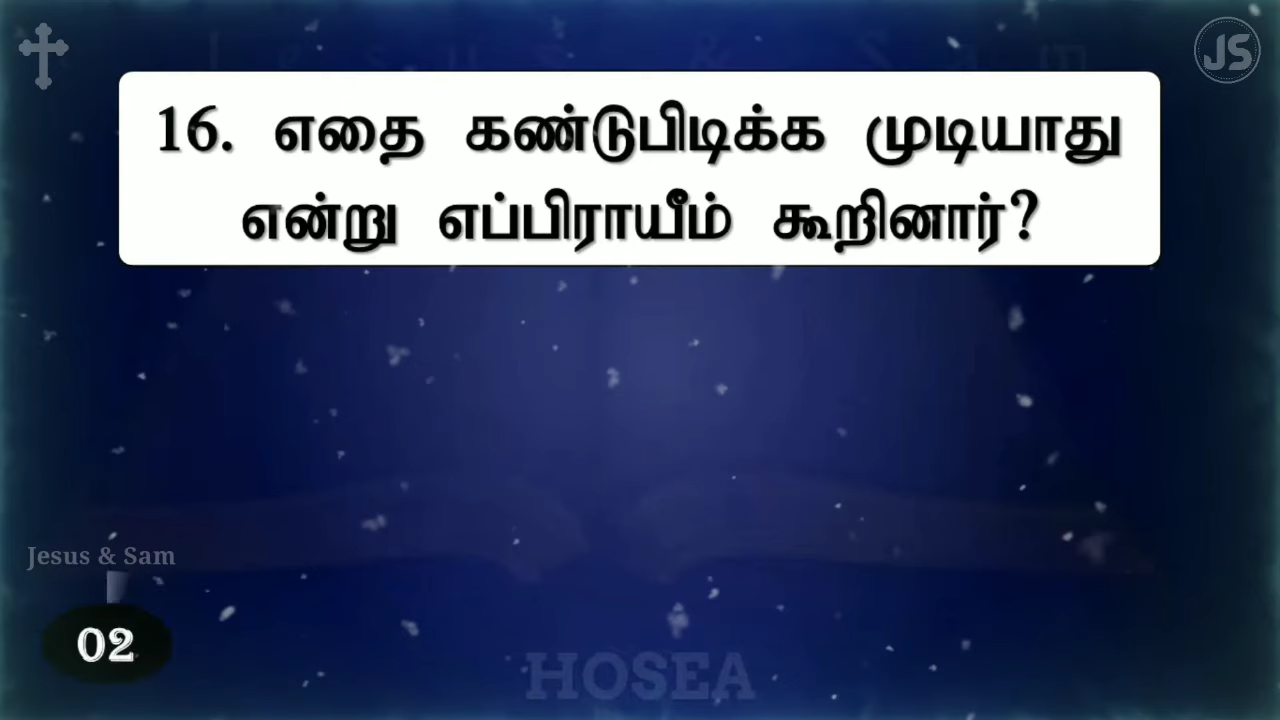 J e s u s & S a m
JS
16. எதை கண்டுபிடிக்க முடியாது
என்று எப்பிராயீம் கூறினார்?
Jesus & Sam
02
HOSEA